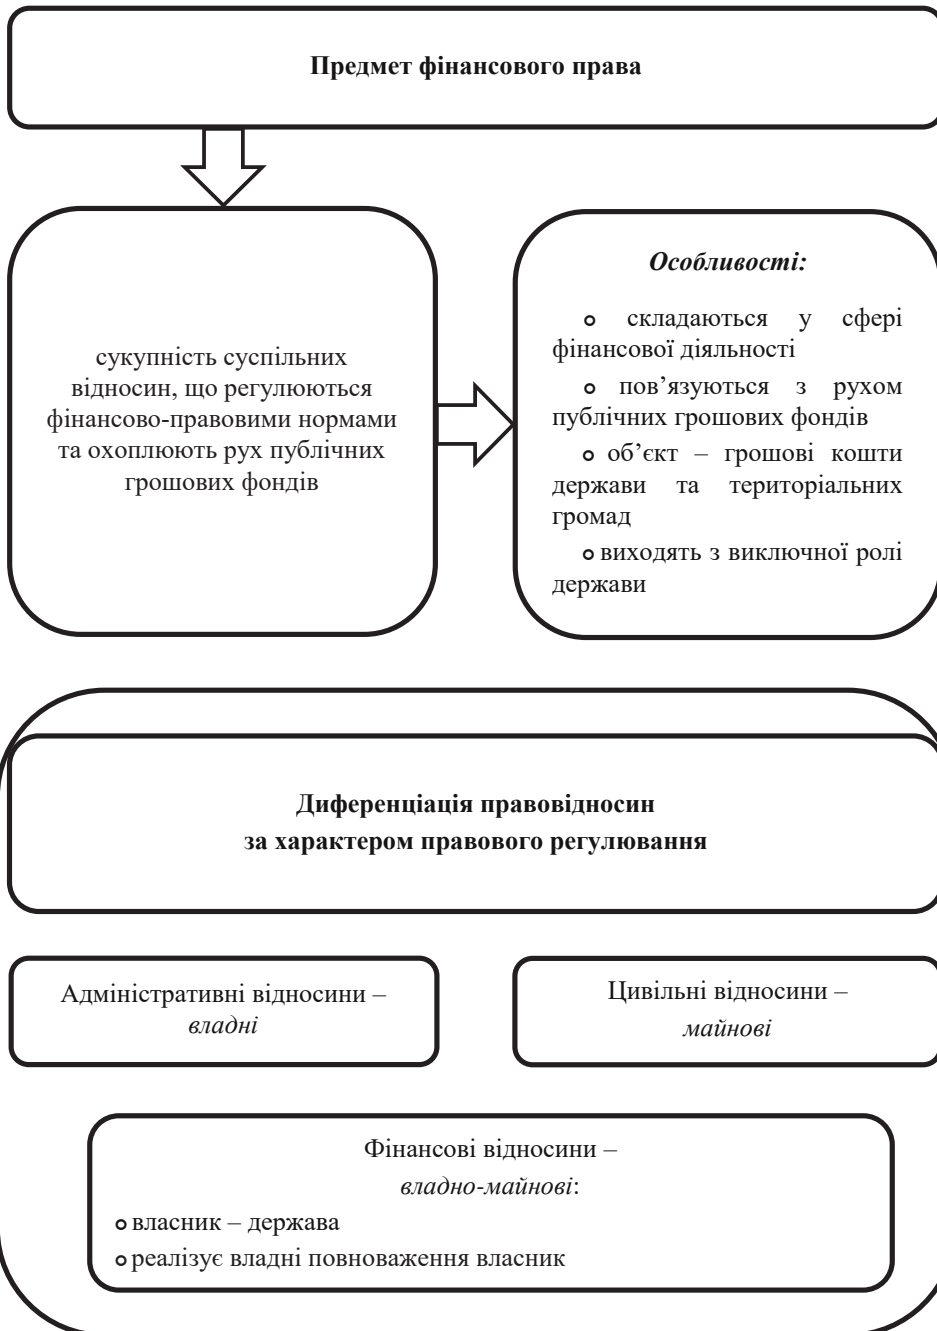 Предмет фінансового права
сукупність суспільних
відносин, що регулюються
фінансово-правовими нормами
та охоплюють рух публічних
грошових фондів
Особливості:
складаються у сфері
фінансової діяльності
пов’язуються з рухом
публічних грошових фондів
об’єкт – грошові кошти
держави та територіальних
громад
виходять з виключної ролі
держави
Диференціація правовідносин
за характером правового регулювання
Адміністративні відносини –
владні
Цивільні відносини –
майнові
Фінансові відносини –
владно-майнові:
власник – держава
реалізує владні повноваження власник